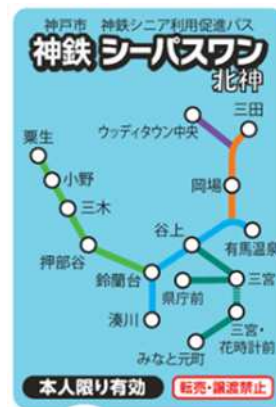 神戸市 神鉄シニア利用促進パス
神鉄 シーパスワン
北神
ウッディタウン中央
三田
粟生
小野
三木
岡場
谷上
有馬温泉
押部谷
鈴蘭台
県庁前
三宮
湊川
三宮・
花時計前
みなと元町
本人限り有効
転売・譲渡禁止